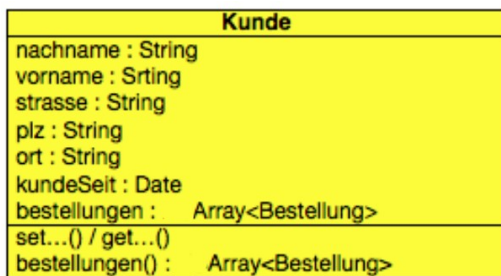 Kunde
nachname : String
vorname : Srting
strasse : String
plz : String
ort : String
kundeSeit : Date
bestellungen : Array<Bestellung>
set...() / get...()
bestellungen() : Array<Bestellung>